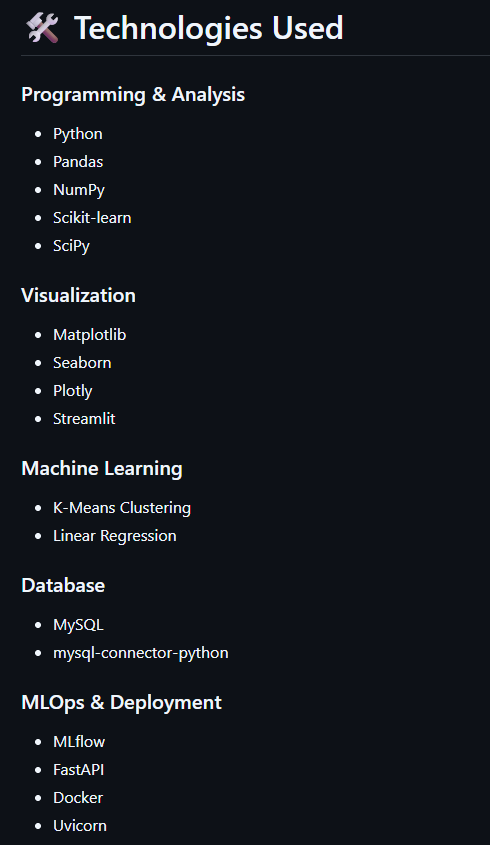 🛠️ Technologies Used
Programming & Analysis
Python
Pandas
NumPy
Scikit-learn
SciPy
Visualization
Matplotlib
Seaborn
Plotly
Streamlit
Machine Learning
K-Means Clustering
Linear Regression
Database
MySQL
mysql-connector-python
MLOps & Deployment
MLflow
FastAPI
Docker
Uvicorn